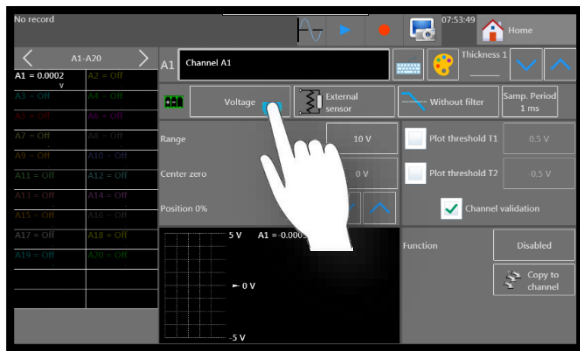 No record
07:53:49
Home
A1-A20
A1 = 0.0002
V
A2 = Off
A3 = Off
A4 = Off
A5 = Off
A6 = Off
A7 = Off
A8 = Off
A9 = Off
A10 = Off
A11 = Off
A12 = Off
A13 = Off
A14 = Off
A15 = Off
A16 = Off
A17 = Off
A18 = Off
A19 = Off
A20 = Off
A1
Channel A1
Thickness 1
Voltage
External
sensor
Without filter
Samp. Period
1 ms
Range
10 V
Plot threshold T1
0.5 V
Center zero
0 V
Plot threshold T2
-0.5 V
Position 0%
Channel
validation
5 V
A1 =-0.000
0 V
-5 V
Function
Disabled
Copy to
channel